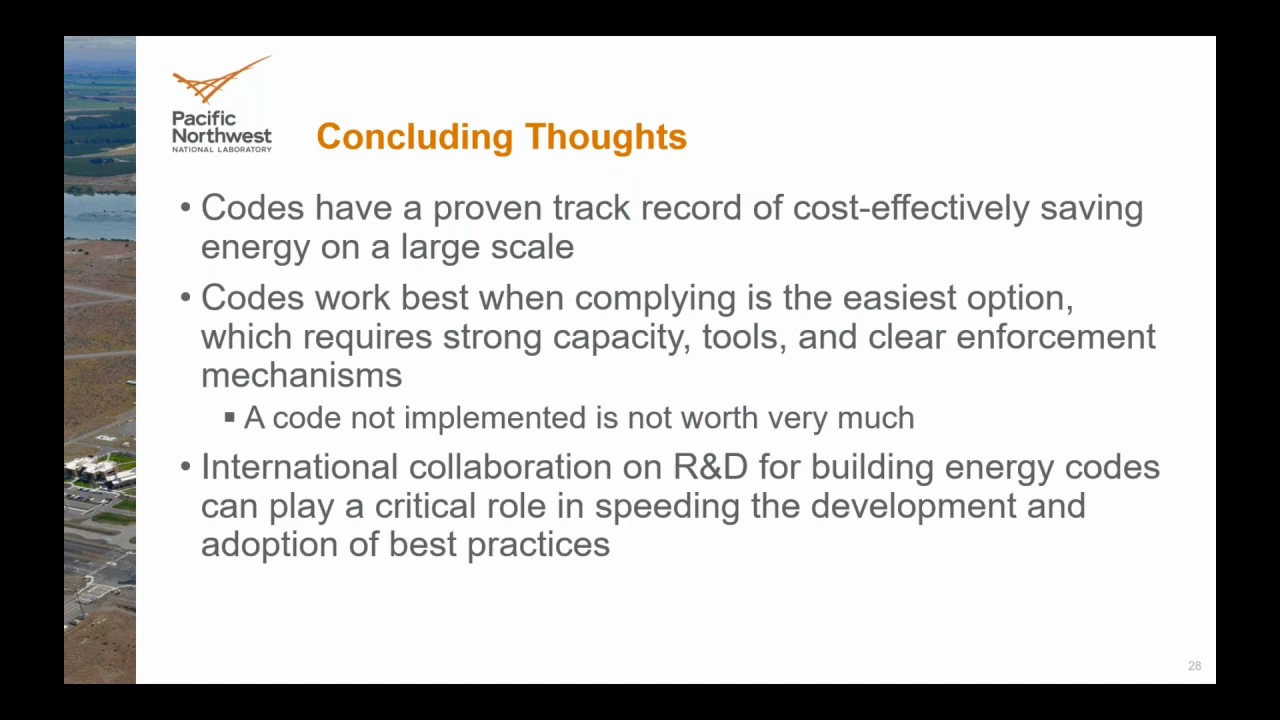 Pacific
Northwest
NATIONAL LABORATORY
Concluding Thoughts
• Codes have a proven track record of cost-effectively saving
energy on a large scale
• Codes work best when complying is the easiest option,
which requires strong capacity, tools, and clear enforcement
mechanisms
▪ A code not implemented is not worth very much
• International collaboration on R&D for building energy codes
can play a critical role in speeding the development and
adoption of best practices
28